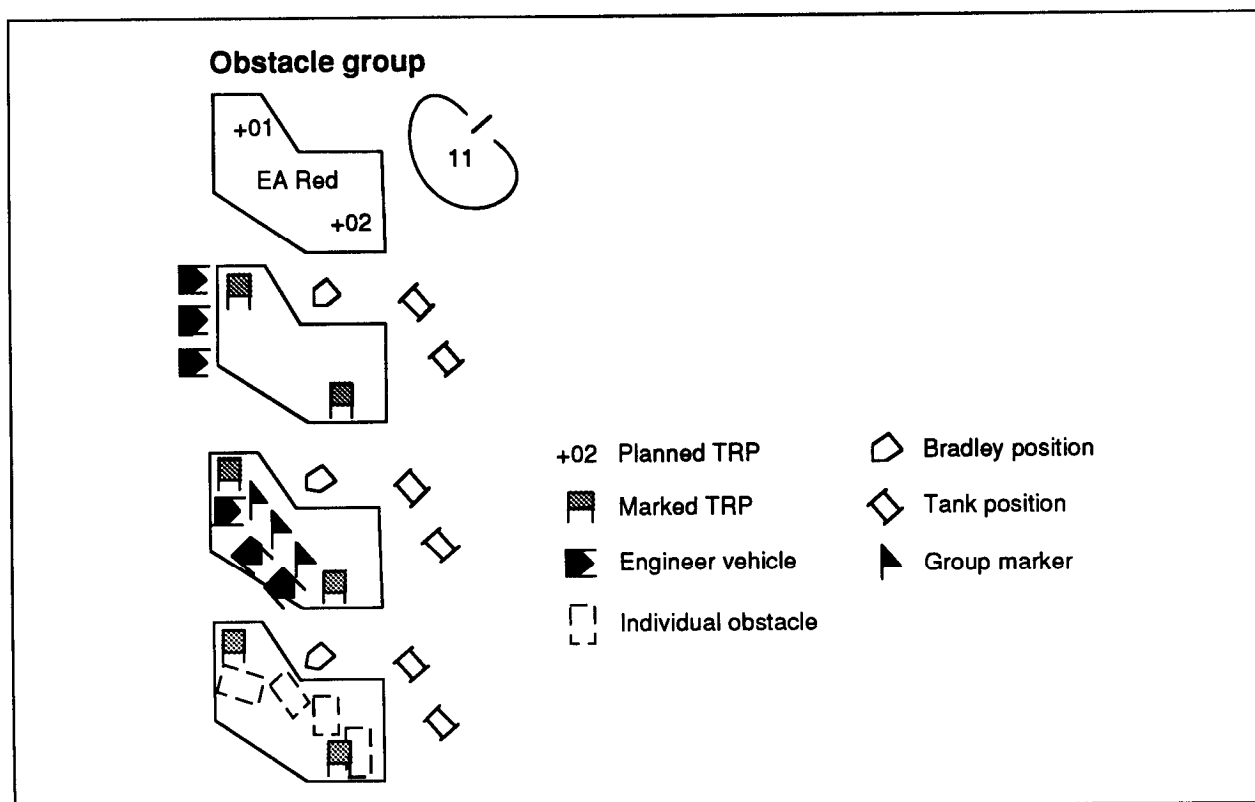 Obstacle group
+01
11
EA Red
+02
+02 Planned TRP
Bradley position
Marked TRP
Tank position
Engineer vehicle
Group marker
Individual obstacle